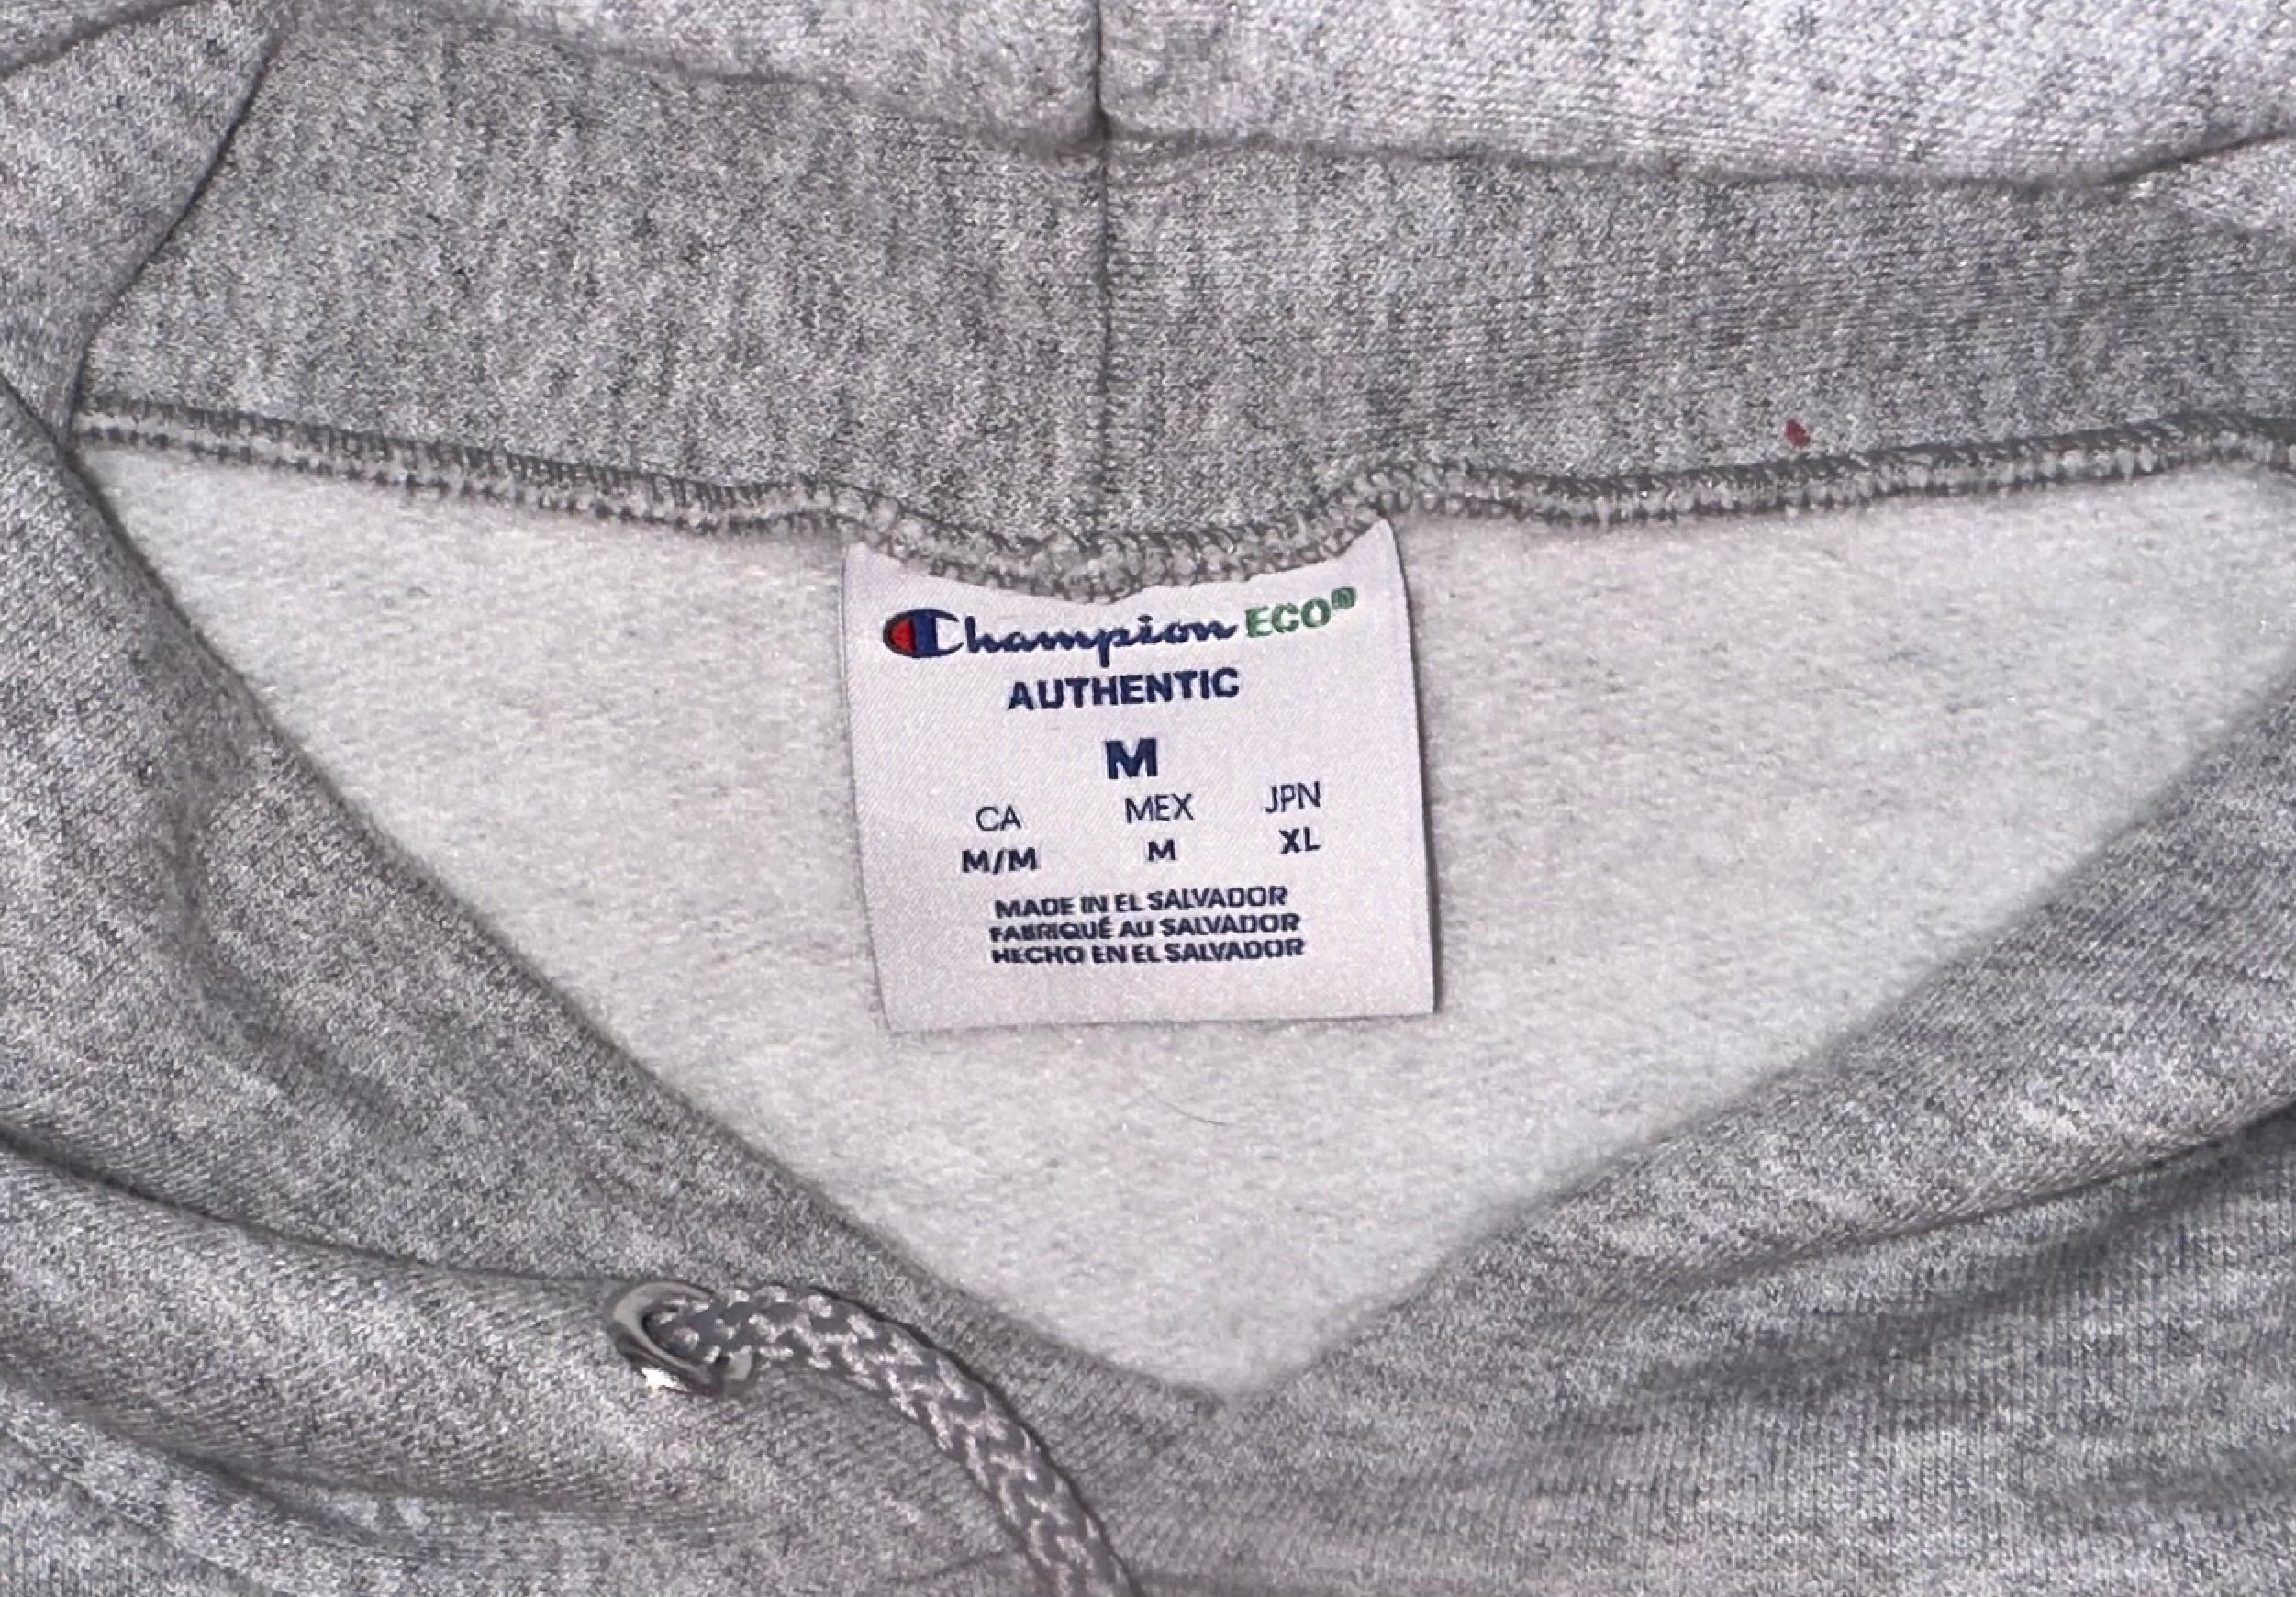 Champion ECO®
AUTHENTIC
M
CA MEX JPN
M/M M XL
MADE IN EL SALVADOR
FABRIQUÉ AU SALVADOR
HECHO EN EL SALVADOR